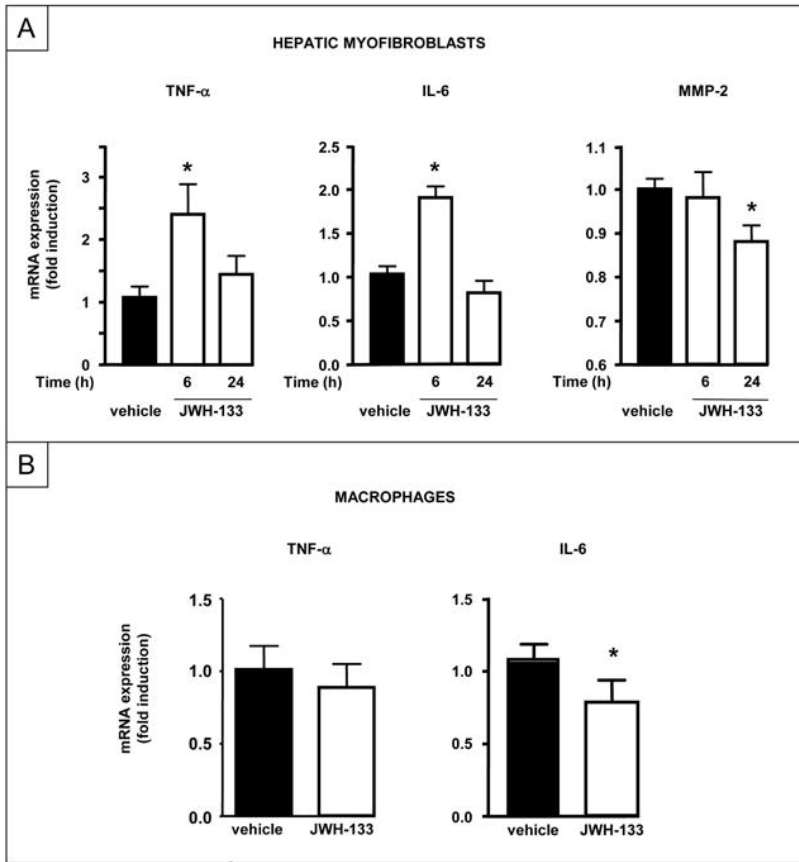 A
HEPATIC MYOFIBROBLASTS
TNF-α
IL-6
MMP-2
mRNA expression
(fold induction)
3
2
1
0
*
2.5
2.0
1.5
1.0
0.5
0.0
*
1.1
1.0
0.9
0.8
0.7
0.6
*
Time (h)
6
24
Time (h)
6
24
Time (h)
6
24
vehicle
JWH-133
vehicle
JWH-133
vehicle
JWH-133
B
MACROPHAGES
TNF-α
IL-6
mRNA expression
(fold induction)
1.5
1.0
0.5
0.0
1.5
1.0
0.5
0.0
*
vehicle
JWH-133
vehicle
JWH-133